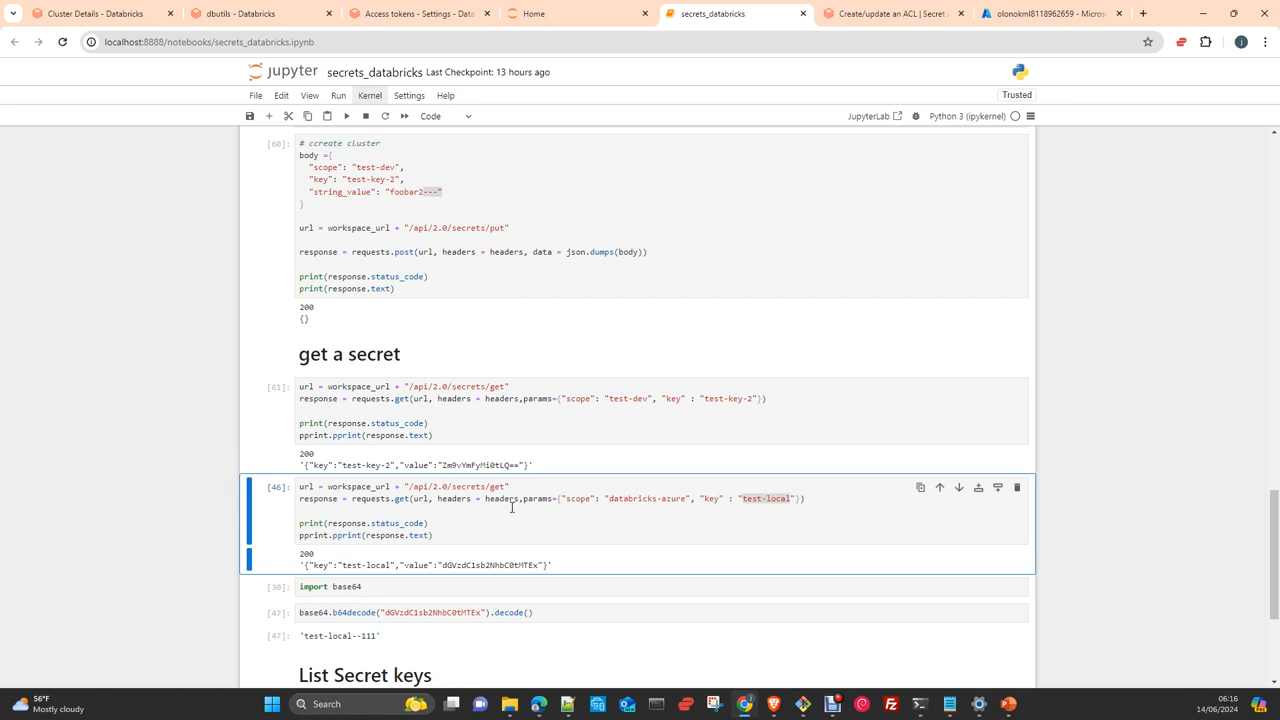 Cluster Details - Databricks
dbutils - Databricks
Access tokens - Settings - Data
Home
secrets_databricks
Create/update an ACL | Secret
olonokml8118962659 - Micros
localhost:8888/notebooks/secrets_databricks.ipynb
jupyter secrets_databricks Last Checkpoint: 13 hours ago
File Edit View Run Kernel Settings Help
Trusted
Code
JupyterLab
Python 3 (ipykernel)
[60]: # ccreate cluster
body ={
"scope": "test-dev",
"key": "test-key-2",
"string_value": "foobar2---"
}
url = workspace_url + "/api/2.0/secrets/put"
response = requests.post(url, headers = headers, data = json.dumps(body))
print(response.status_code)
print(response.text)
200
{}
get a secret
[61]: url = workspace_url + "/api/2.0/secrets/get"
response = requests.get(url, headers = headers,params={"scope": "test-dev", "key" : "test-key-2"})
print(response.status_code)
pprint.pprint(response.text)
200
'{"key":"test-key-2","value":"Zm9vYmFyMi0tLQ=="}'
[46]: url = workspace_url + "/api/2.0/secrets/get"
response = requests.get(url, headers = headers,params={"scope": "databricks-azure", "key" : "test-local"})
print(response.status_code)
pprint.pprint(response.text)
200
'{"key":"test-local","value":"dGVzdC1sb2NhbC0tMTEx"}'
[30]: import base64
[47]: base64.b64decode("dGVzdC1sb2NhbC0tMTEx").decode()
[47]: 'test-local--111'
List Secret keys
56°F
Mostly cloudy
Search
06:16
14/06/2024